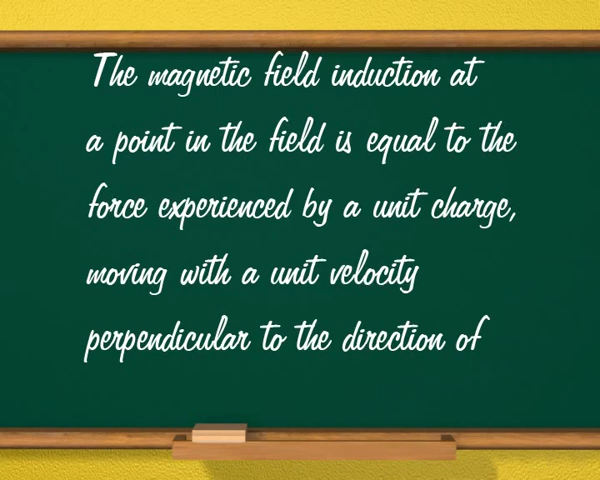 The magnetic field induction at
a point in the field is equal to the
force experienced by a unit charge,
moving with a unit velocity
perpendicular to the direction of